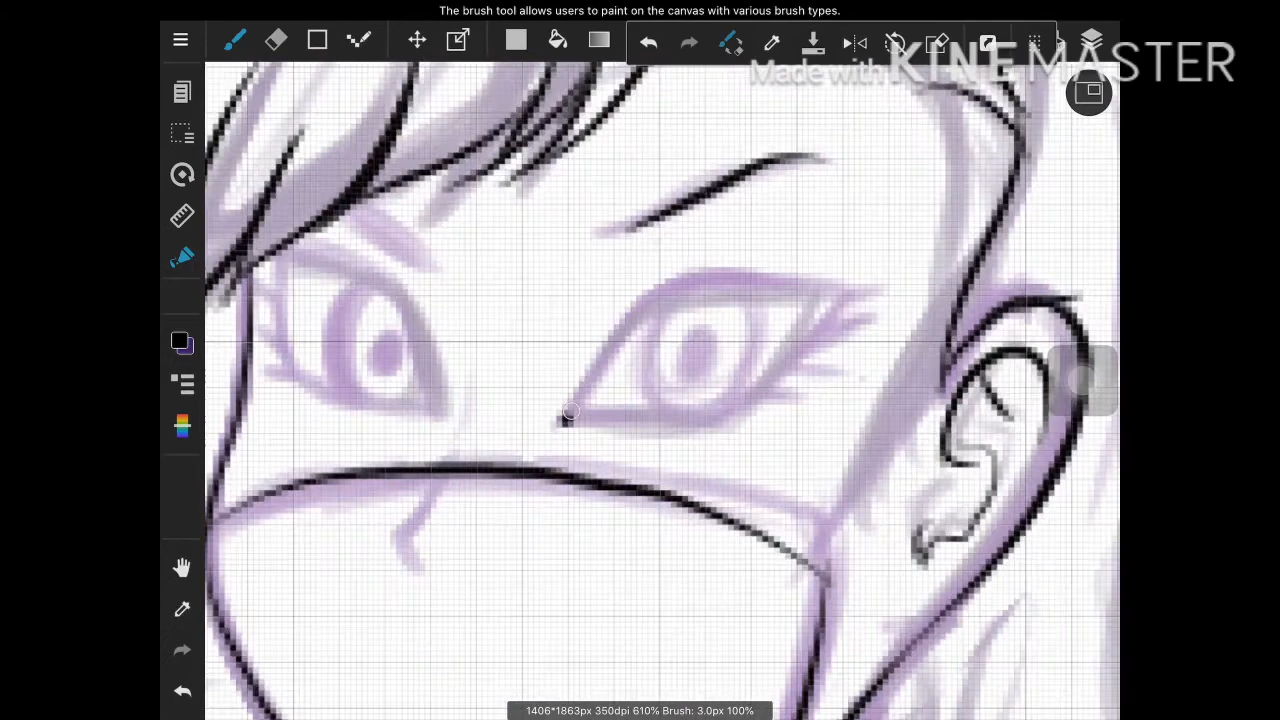 The brush tool allows users to paint on the canvas with various brush types.
Made with KINEMASTER
1406*1863px 350dpi 610% Brush: 3.0px 100%